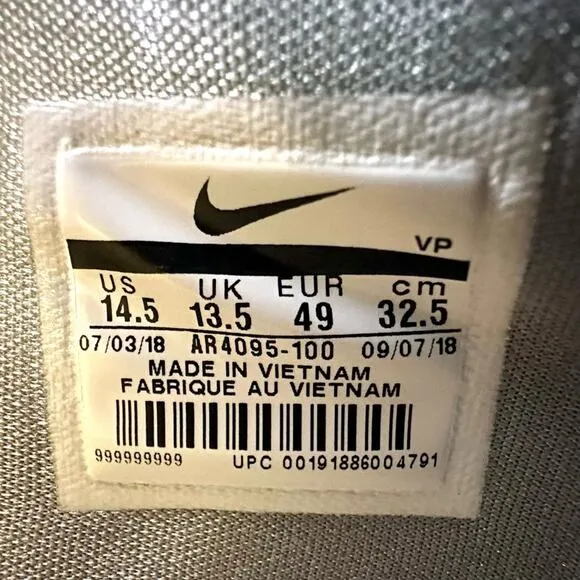 VP
US UK EUR cm
14.5 13.5 49 32.5
07/03/18 AR4095-100 09/07/18
MADE IN VIETNAM
FABRIQUE AU VIETNAM
999999999 UPC 00191886004791